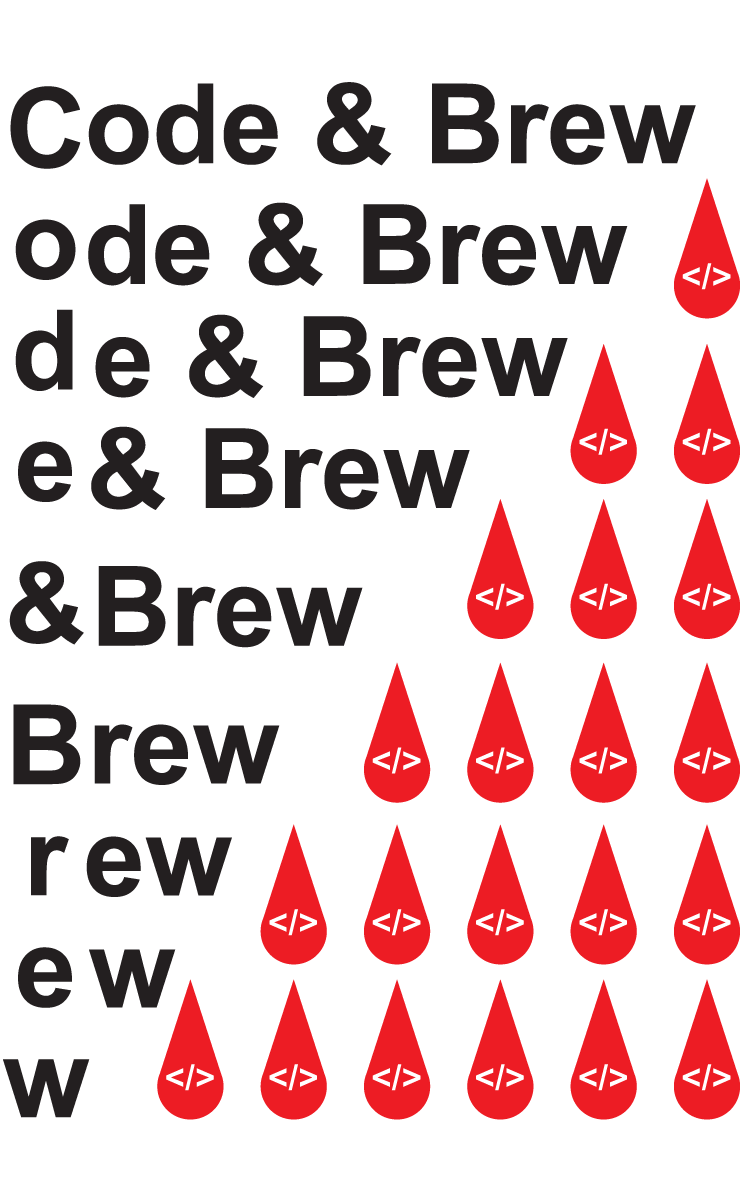 Code & Brew
ode & Brew
</>
de & Brew
</> </>
e & Brew
</> </> </>
&Brew
Brew
</> </> </> </>
rew
</> </> </> </> </>
ew
w
</> </> </> </> </> </>